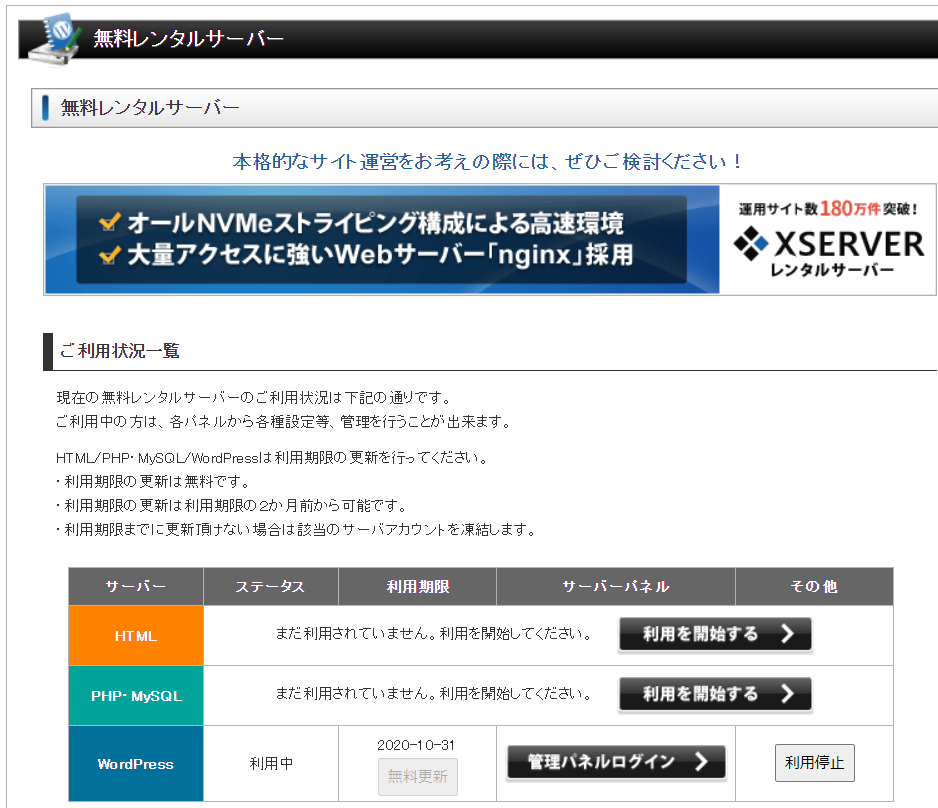 無料レンタルサーバー
無料レンタルサーバー
本格的なサイト運営をお考えの際には、ぜひご検討ください！
オールNVMeストライピング構成による高速環境
大量アクセスに強いWebサーバー「nginx」採用
運用サイト数180万件突破!
XSERVER
レンタルサーバー
ご利用状況一覧
現在の無料レンタルサーバーのご利用状況は下記の通りです。
ご利用中の方は、各パネルから各種設定等、管理を行うことが出来ます。
HTML/PHP・MySQL/WordPressは利用期限の更新を行ってください。
・利用期限の更新は無料です。
・利用期限の更新は利用期限の2か月前から可能です。
・利用期限までに更新頂けない場合は該当のサーバアカウントを凍結します。
サーバー ステータス 利用期限 サーバーパネル その他
HTML まだ利用されていません。利用を開始してください。 利用を開始する
PHP・MySQL まだ利用されていません。利用を開始してください。 利用を開始する
2020-10-31
WordPress 利用中 管理パネルログイン 利用停止
無料更新